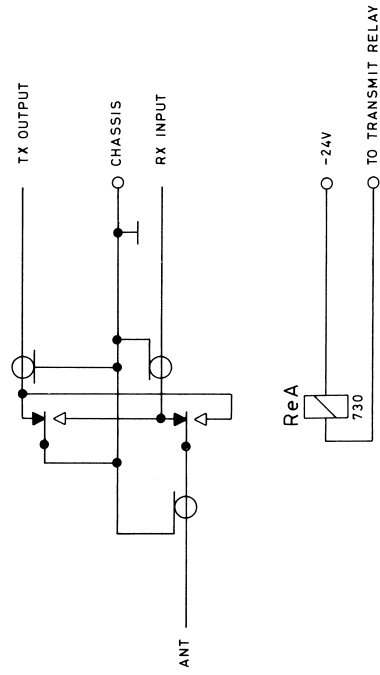 TX OUTPUT
CHASSIS
RX INPUT
-24V
TO TRANSMIT RELAY
ReA
730
ANT